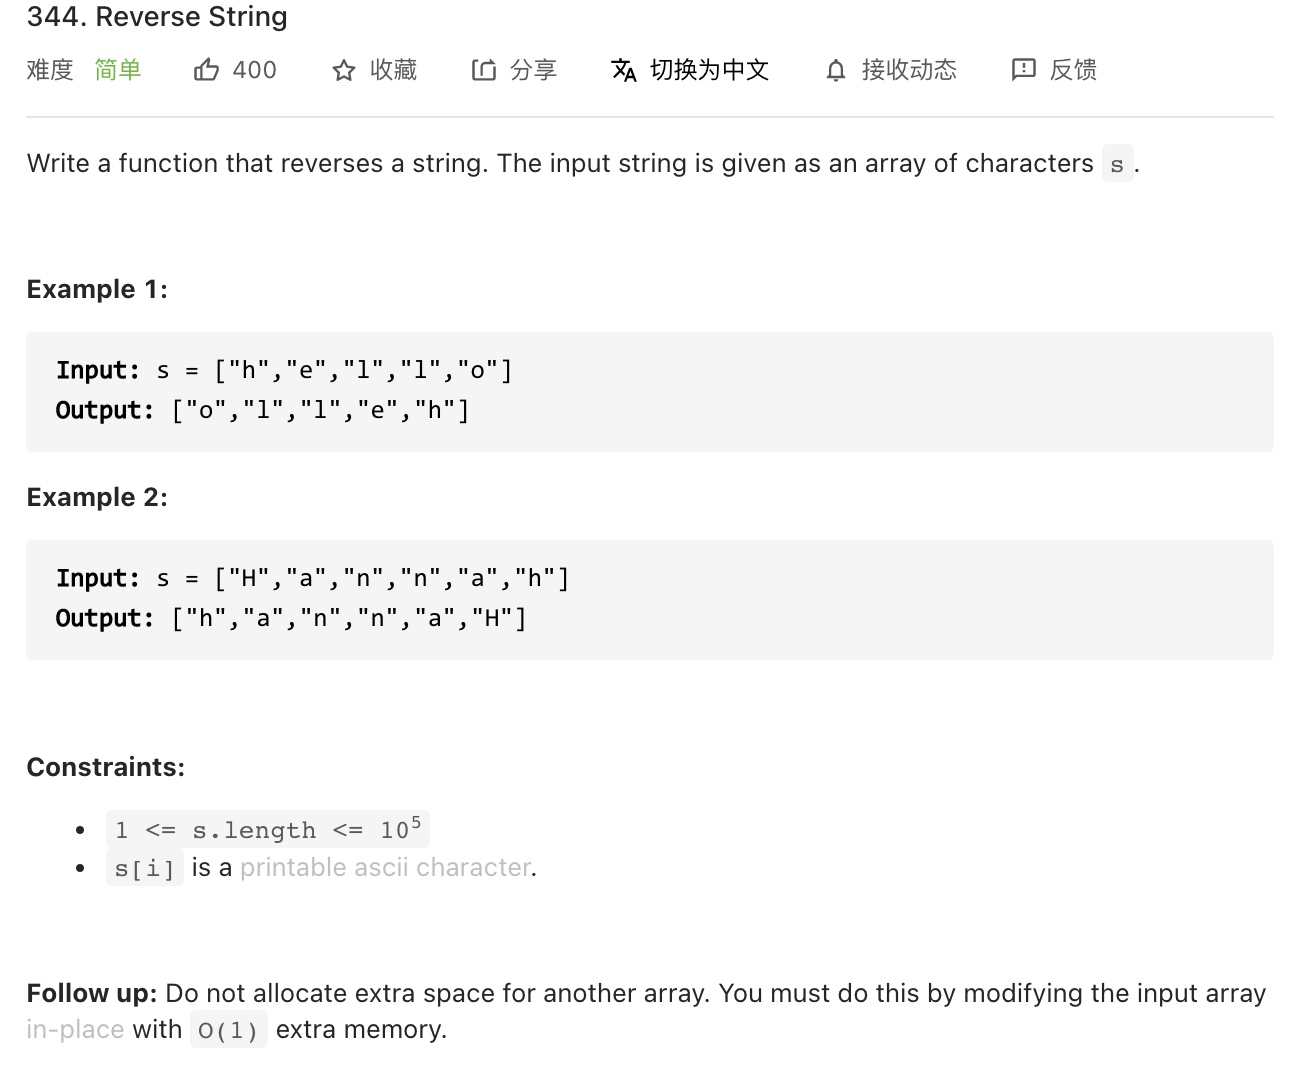 344. Reverse String
难度 简单 400 收藏 分享 切换为中文 接收动态 反馈
Write a function that reverses a string. The input string is given as an array of characters s.
Example 1:
Input: s = ["h","e","l","l","o"]
Output: ["o","l","l","e","h"]
Example 2:
Input: s = ["H","a","n","n","a","h"]
Output: ["h","a","n","n","a","H"]
Constraints:
• 1 <= s.length <= 10⁵
• s[i] is a printable ascii character.
Follow up: Do not allocate extra space for another array. You must do this by modifying the input array
in-place with O(1) extra memory.